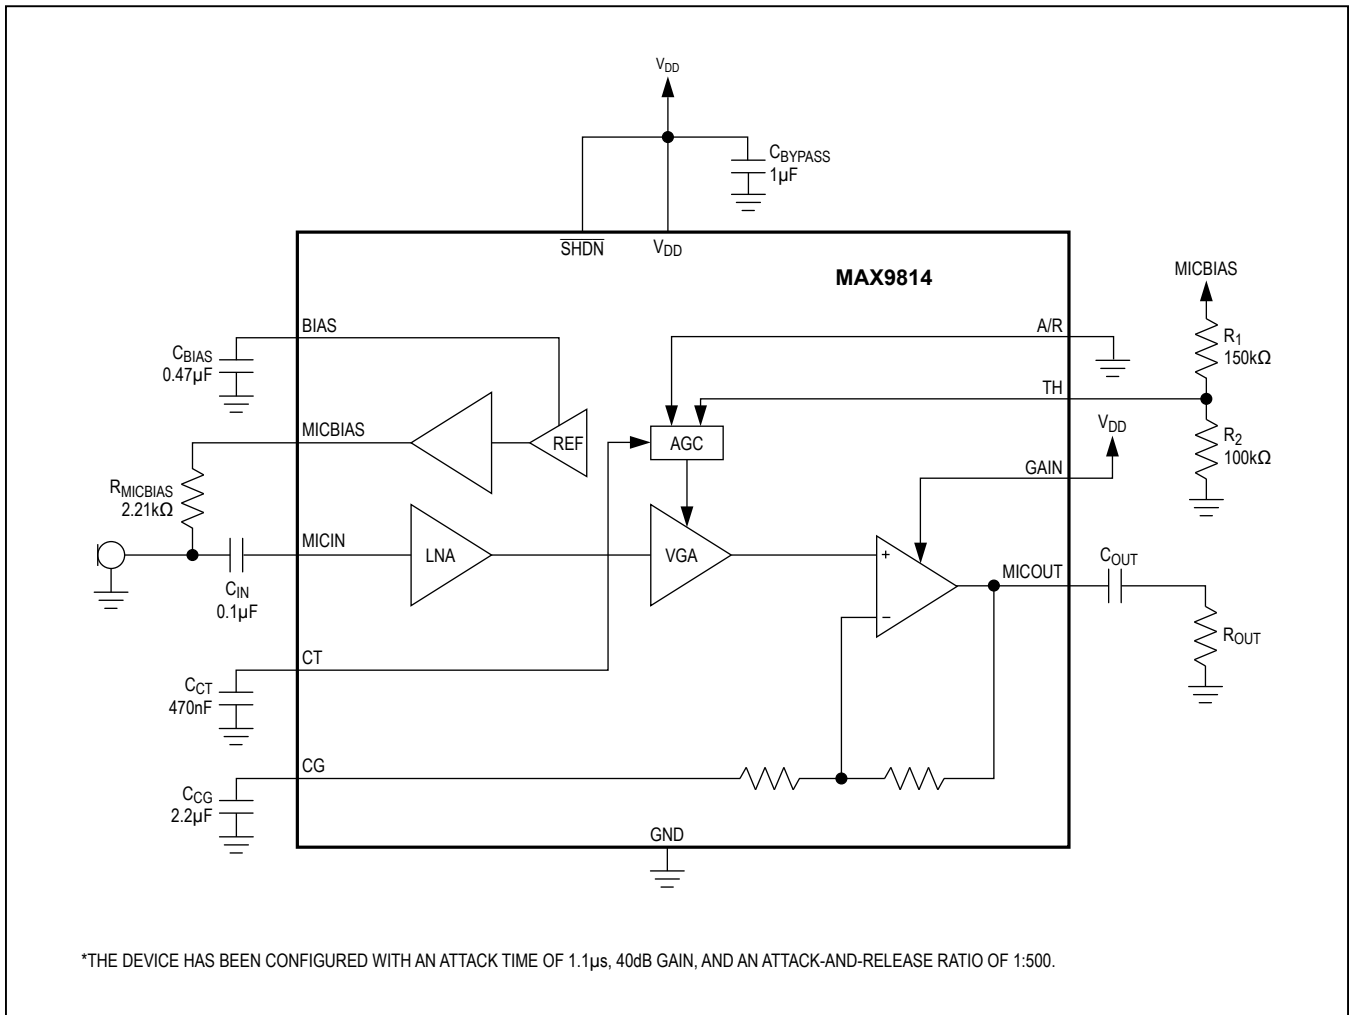 VDD
CBYPASS
1µF
SHDN
VDD
MAX9814
MICBIAS
BIAS
A/R
R1
150kΩ
CBIAS
0.47µF
TH
MICBIAS
REF
AGC
VDD
R2
100kΩ
GAIN
RMICBIAS
2.21kΩ
MICIN
LNA
VGA
+
−
MICOUT
COUT
CIN
0.1µF
ROUT
CT
CCT
470nF
CG
CCG
2.2µF
GND
*THE DEVICE HAS BEEN CONFIGURED WITH AN ATTACK TIME OF 1.1µs, 40dB GAIN, AND AN ATTACK-AND-RELEASE RATIO OF 1:500.